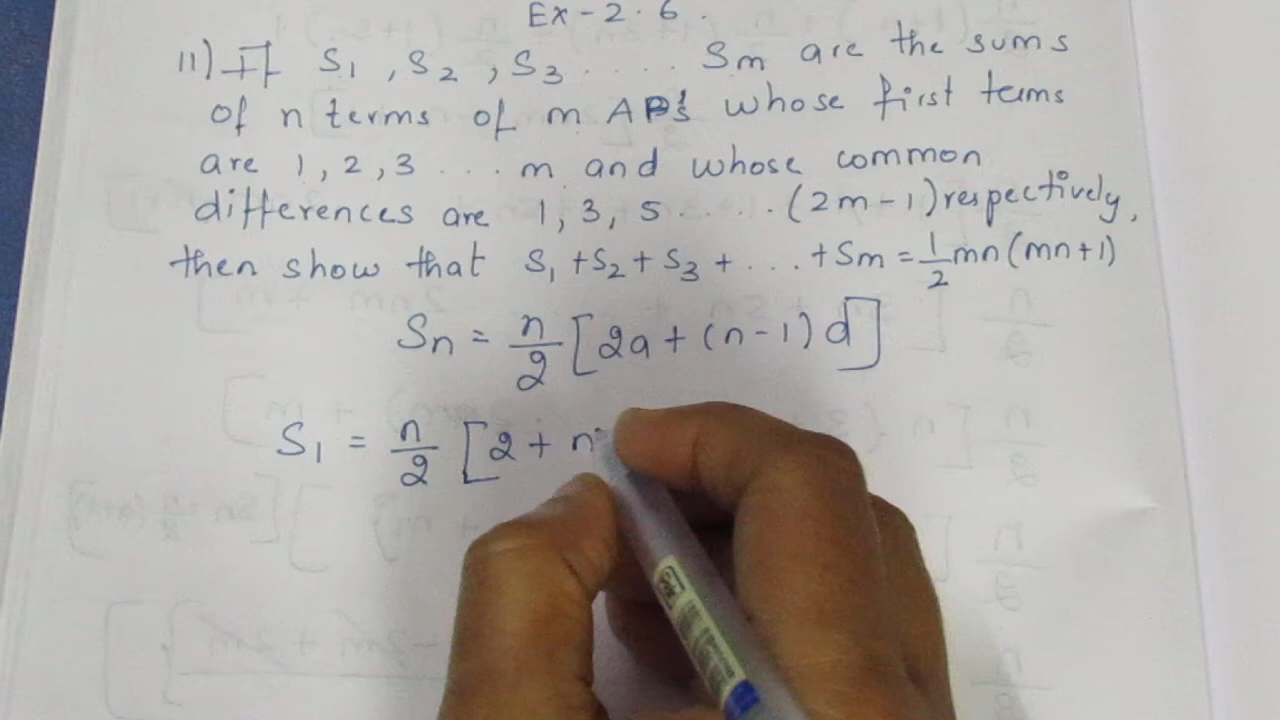 Ex-2.6.
11) If S₁, S₂, S₃ .... Sm are the sums
of n terms of m AP's whose first terms
are 1, 2, 3 ... m and whose common
differences are 1, 3, 5 ..... (2m-1) respectively,
then show that S₁ + S₂ + S₃ + ... + Sm = 1/2 mn (mn+1)
Sn = n/2 [2a + (n-1) d]
S₁ = n/2 [2 + n